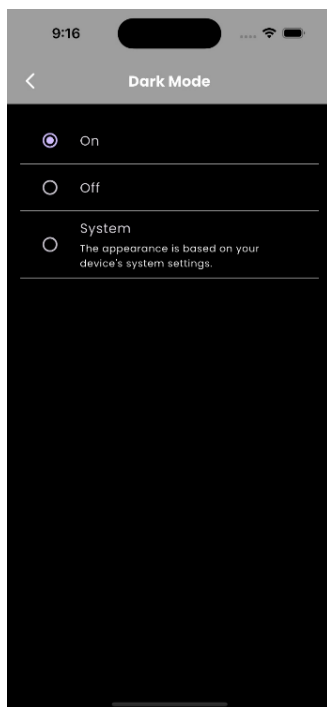 9:16
Dark Mode
On
Off
System
The appearance is based on your
device's system settings.